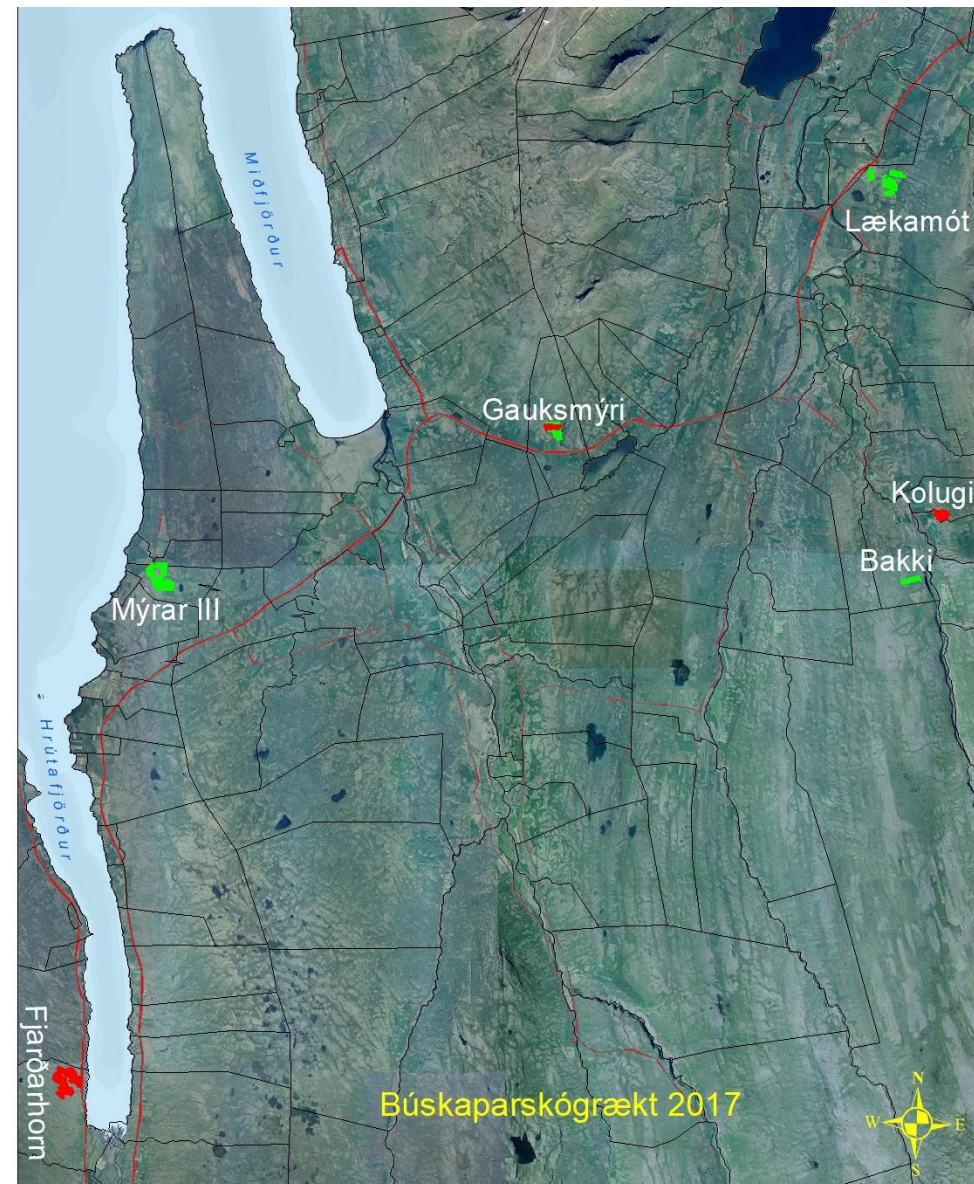 Miðfjörður
Lækamót
Gauksmýri
Kolugil
Bakki
Mýrar III
Hrútafjörður
Fjarðarhorn
Búskaparskógrækt 2017
N
W E
S